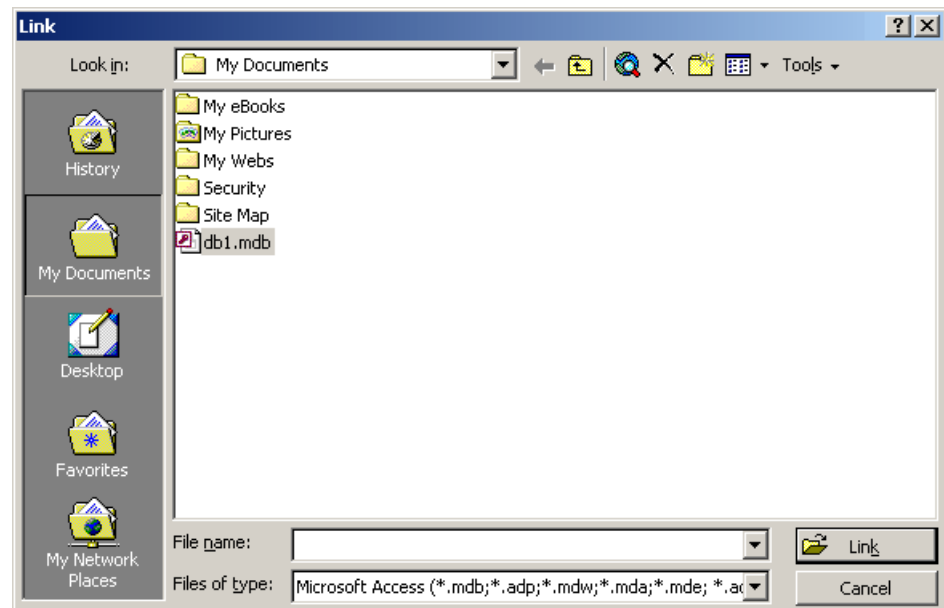 Link
Look in:
My Documents
Tools
My eBooks
My Pictures
My Webs
Security
Site Map
db1.mdb
History
My Documents
Desktop
Favorites
My Network
Places
File name:
Link
Files of type:
Microsoft Access (*.mdb;*.adp;*.mdw;*.mda;*.mde; *.ad
Cancel